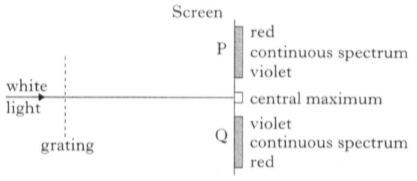 Screen
P
red
continuous spectrum
violet
white
light
central maximum
grating
Q
violet
continuous spectrum
red